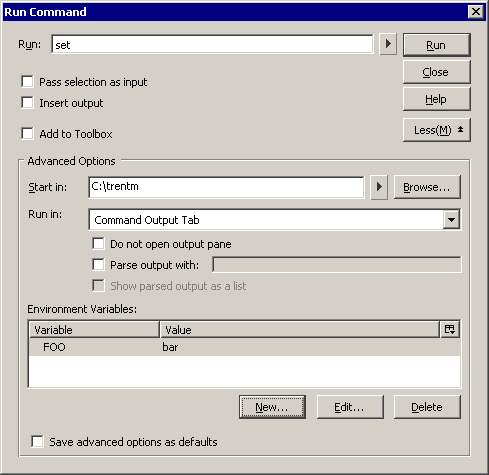 Run Command
Run: set Run
Pass selection as input Close
Insert output Help
Add to Toolbox Less(M)
Advanced Options
Start in: C:\trentm Browse...
Run in: Command Output Tab
Do not open output pane
Parse output with:
Show parsed output as a list
Environment Variables:
Variable Value
FOO bar
New... Edit... Delete
Save advanced options as defaults